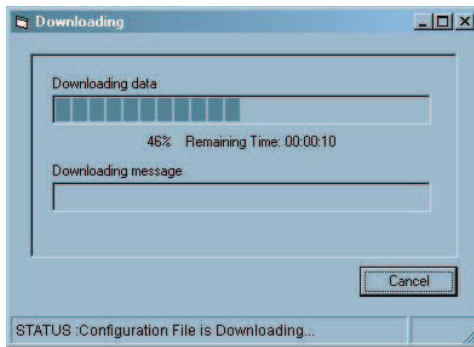 Downloading
Downloading data
46% Remaining Time: 00:00:10
Downloading message
Cancel
STATUS :Configuration File is Downloading...